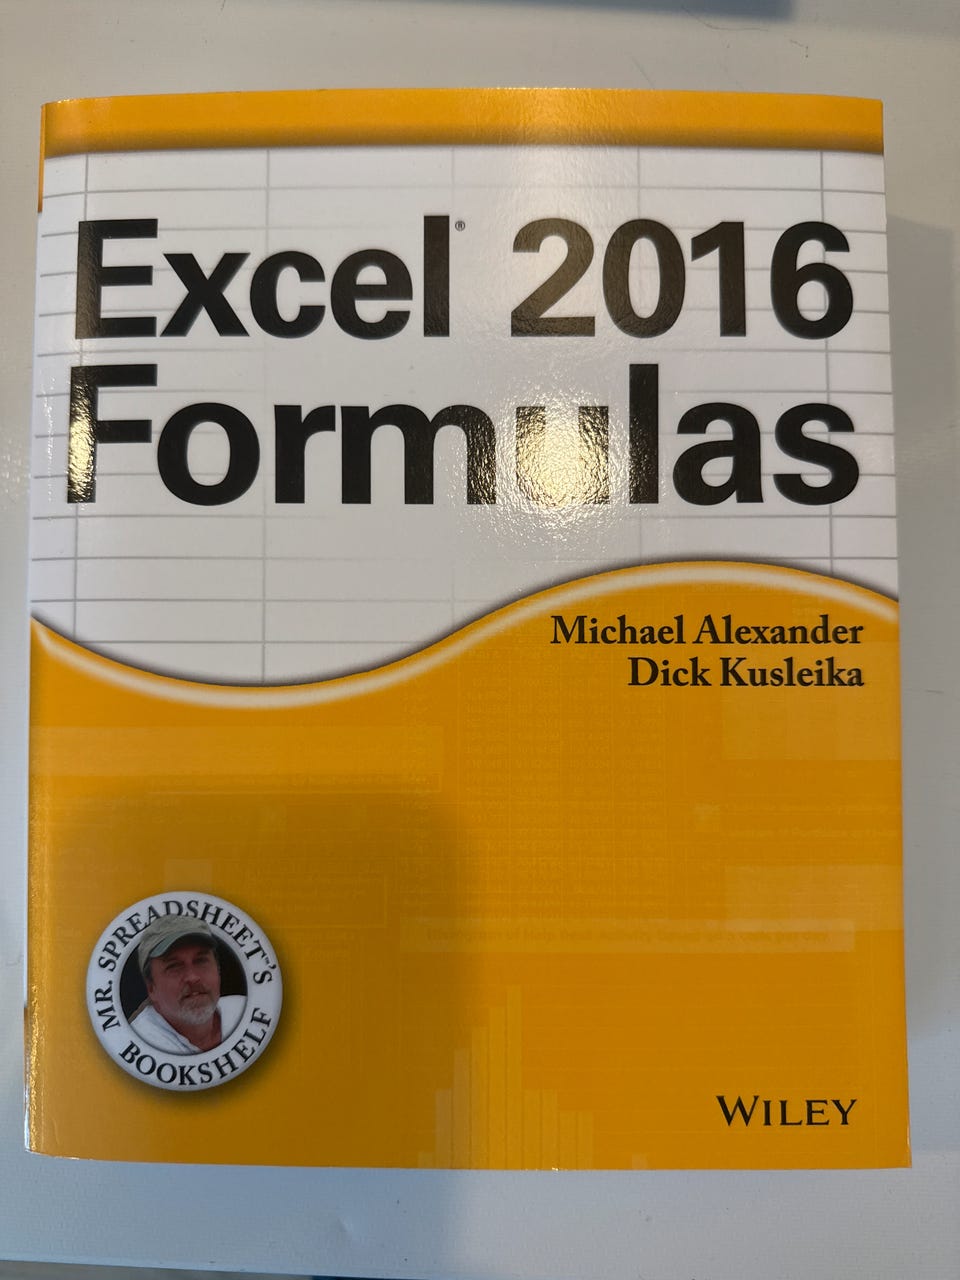 Excel® 2016
Formulas
Michael Alexander
Dick Kusleika
MR. SPREADSHEET'S
BOOKSHELF
WILEY